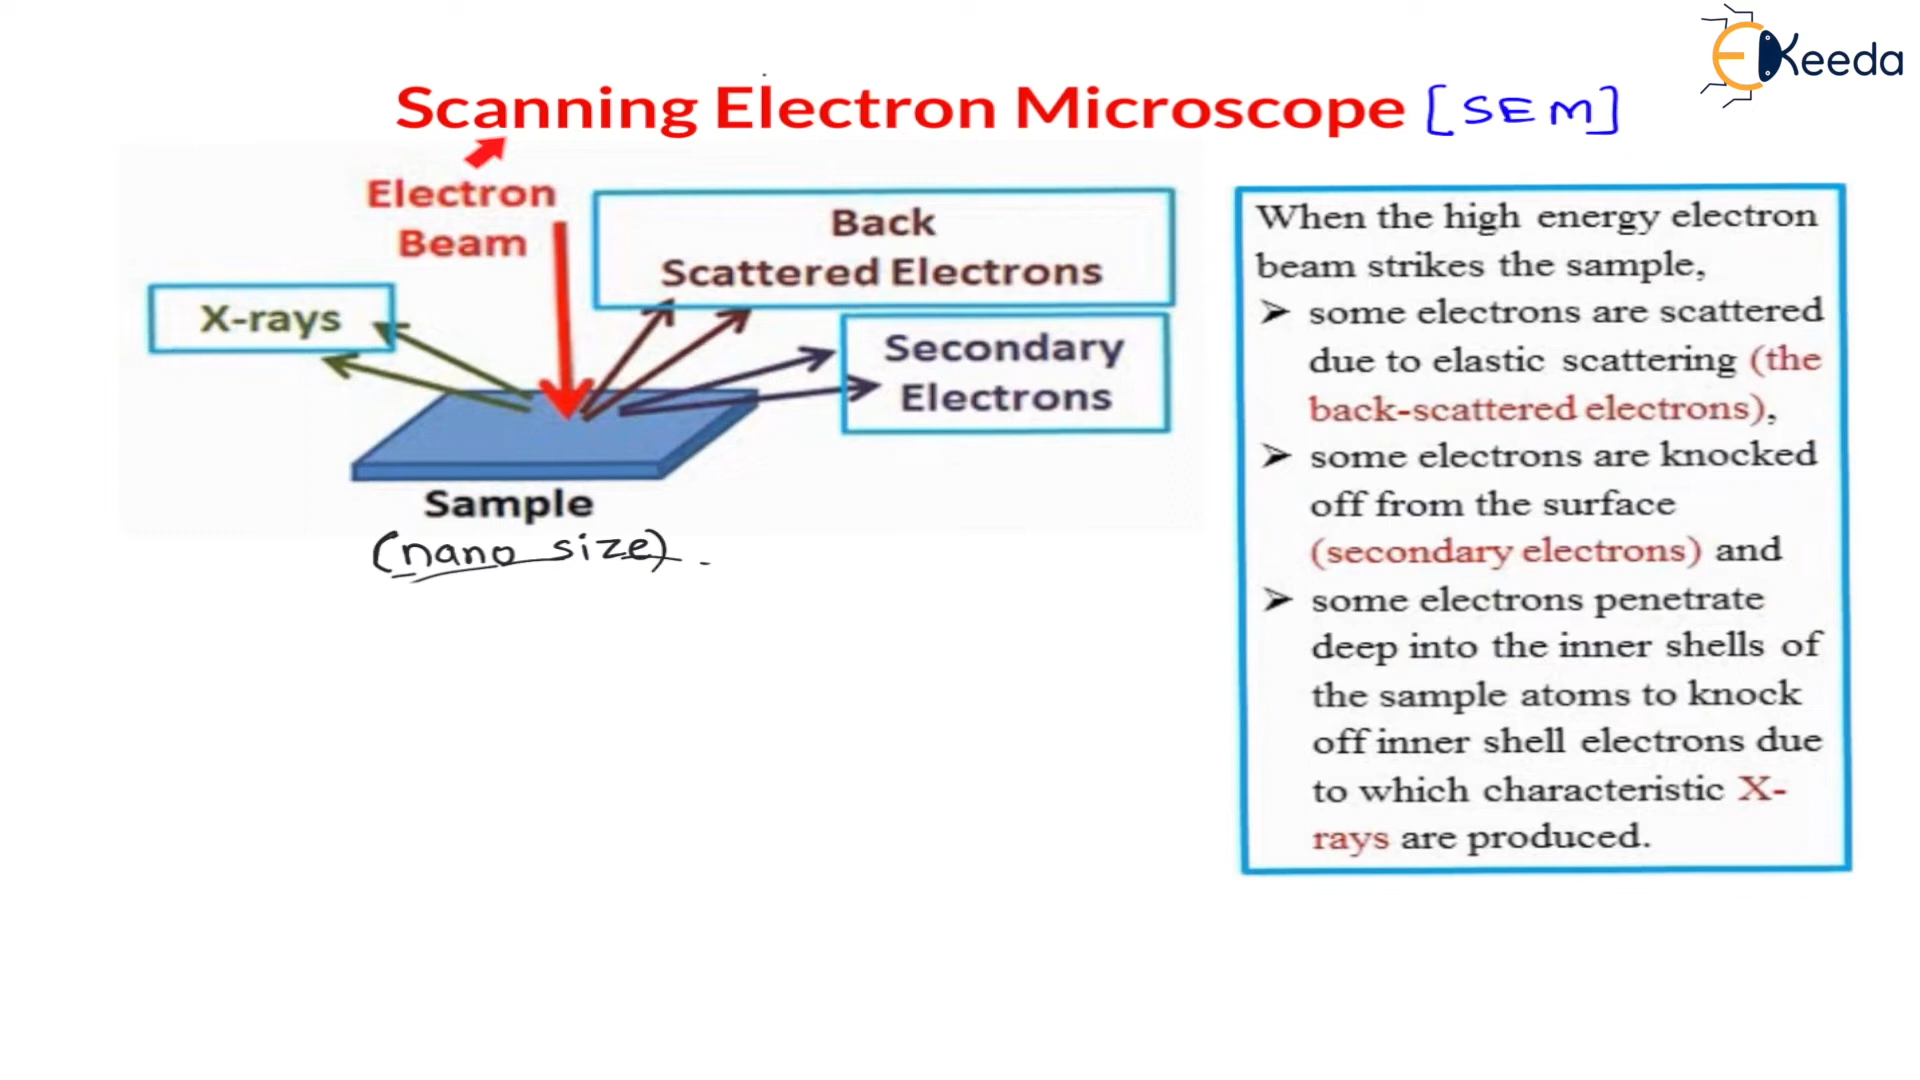 EKeeda
Scanning Electron Microscope [SEM]
Electron
Beam
Back
Scattered Electrons
X-rays
Secondary
Electrons
Sample
(nano size).
When the high energy electron
beam strikes the sample,
➢ some electrons are scattered
due to elastic scattering (the
back-scattered electrons),
➢ some electrons are knocked
off from the surface
(secondary electrons) and
➢ some electrons penetrate
deep into the inner shells of
the sample atoms to knock
off inner shell electrons due
to which characteristic X-
rays are produced.